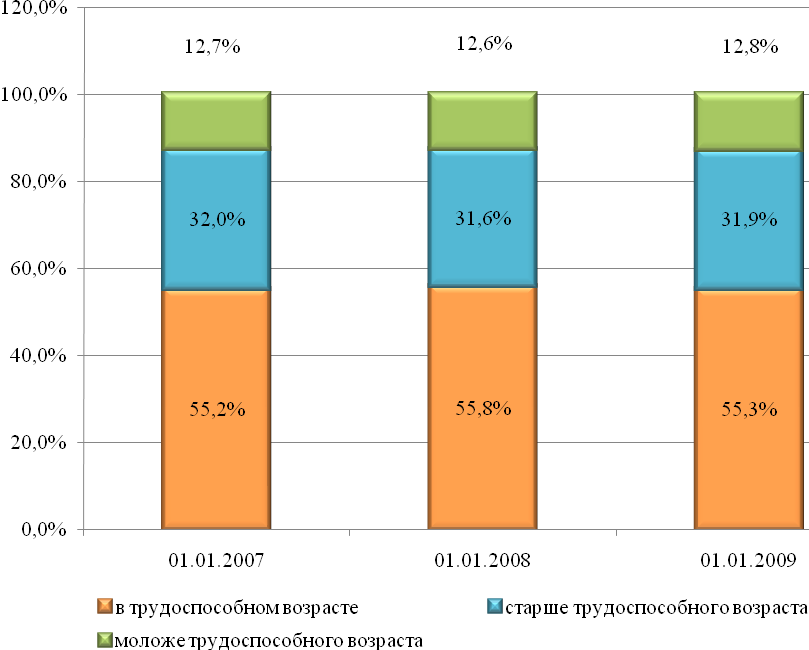 120,0%
12,7% 12,6% 12,8%
100,0%
80,0%
32,0% 31,6% 31,9%
60,0%
40,0%
55,2% 55,8% 55,3%
20,0%
0,0%
01.01.2007 01.01.2008 01.01.2009
в трудоспособном возрасте старше трудоспособного возраста
моложе трудоспособного возраста